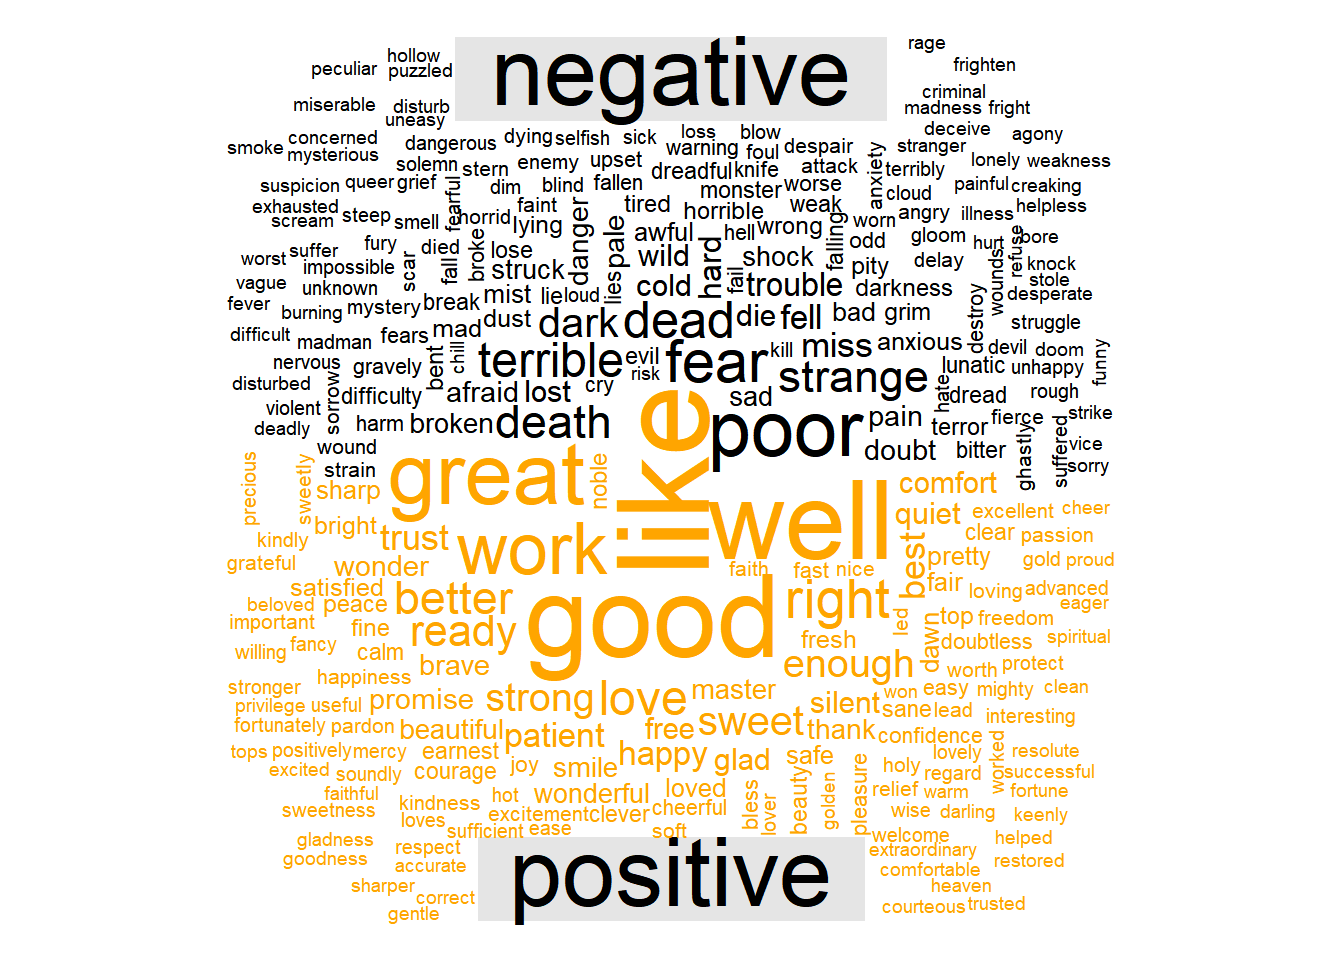 negative
rage
hollow
frighten
peculiar puzzled
criminal
miserable disturb madness fright
uneasy
smoke concerned dangerous dying selfish sick loss blow deceive agony
mysterious solemn stern enemy upset warning foul despair anxiety stranger lonely weakness
suspicion queer grief fearful dim blind fallen dreadful knife attack terribly
exhausted monster worse cloud painful creaking
scream steep smell horrid faint lying tired horrible weak worn angry illness helpless
worst suffer fury died broke lose danger lies pale awful hard hell wrong falling odd gloom hurt refuse bore
vague impossible scar fall struck wild fail shock pity delay wounds knock
unknown mist lie loud cold trouble darkness stole
fever burning mystery break dust dark dead die fell bad grim destroy desperate
difficult madman fears mad struggle
nervous gravely bent chill terrible evil fear kill miss anxious lunatic devil doom funny
disturbed risk strange unhappy
sorrow difficulty afraid lost cry sad hate dread rough
violent harm broken death poor pain terror fierce strike
deadly
wound doubt bitter ghastly suffered vice
strain sorry
precious sweetly sharp great noble like comfort
bright trust work well quiet excellent cheer
kindly clear passion
grateful wonder faith fast nice best pretty gold proud
satisfied better right fair loving advanced
beloved peace eager
important fine ready good led dawn top freedom
willing fancy calm fresh doubtless spiritual
happiness brave enough worth protect
stronger promise strong love master silent won easy mighty clean
privilege useful sane lead
fortunately pardon beautiful patient free sweet thank confidence interesting
tops positively mercy earnest happy glad safe lovely worked resolute
excited soundly courage joy smile holy regard successful
faithful kindness hot wonderful loved bless beauty golden pleasure relief warm fortune
sweetness loves excitement clever cheerful lover wise darling keenly
gladness sufficient ease soft welcome helped
goodness respect extraordinary restored
accurate positive comfortable
sharper correct heaven
gentle courteous trusted